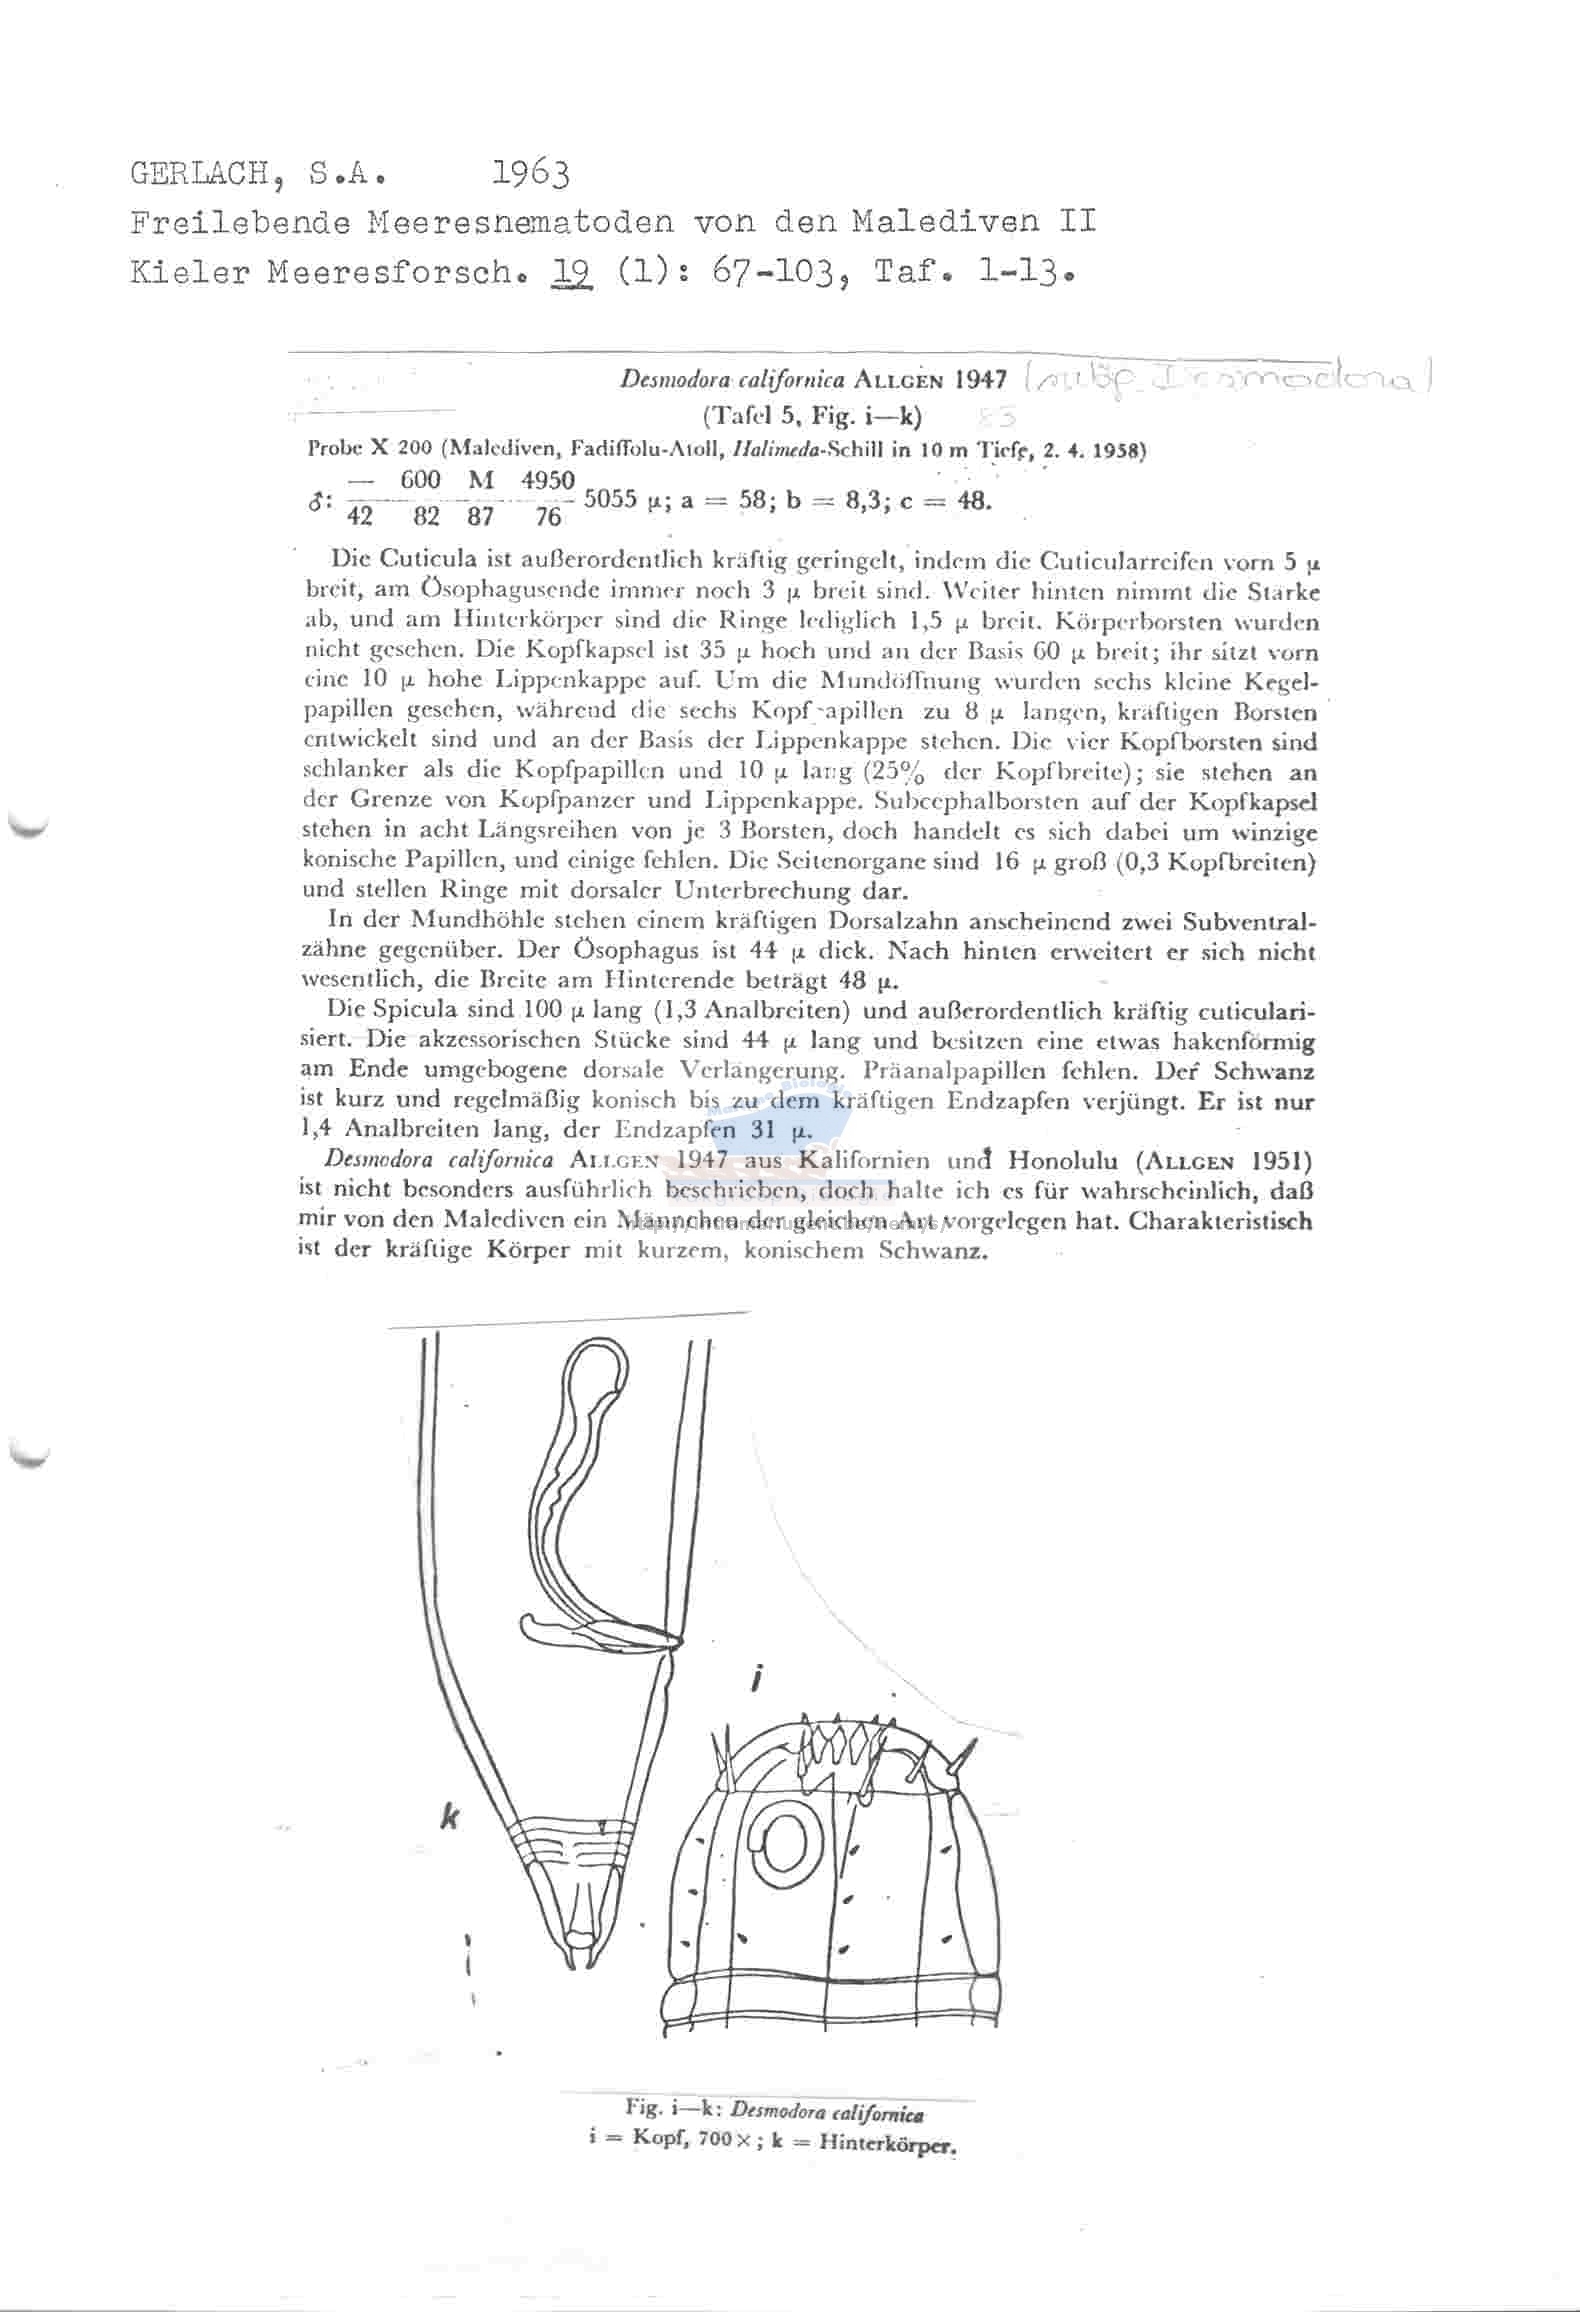 GERLACH, S.A. 1963
Freilebende Meeresnematoden von den Malediven II
Kieler Meeresforsch. 19 (1): 67-103, Taf. 1-13.
Desmodora californica ALLGÉN 1947 (subg. Desmodora)
(Tafel 5, Fig. i—k) 83
Probe X 200 (Malediven, Fadiffolu-Atoll, Halimeda-Schill in 10 m Tiefe, 2. 4. 1958)
— 600 M 4950
♂: 5055 μ; a = 58; b = 8,3; c = 48.
42 82 87 76
Die Cuticula ist außerordentlich kräftig geringelt, indem die Cuticularreifen vorn 5 μ
breit, am Ösophagusende immer noch 3 μ breit sind. Weiter hinten nimmt die Stärke
ab, und am Hinterkörper sind die Ringe lediglich 1,5 μ breit. Körperborsten wurden
nicht gesehen. Die Kopfkapsel ist 35 μ hoch und an der Basis 60 μ breit; ihr sitzt vorn
eine 10 μ hohe Lippenkappe auf. Um die Mundöffnung wurden sechs kleine Kegel-
papillen gesehen, während die sechs Kopf apillen zu 8 μ langen, kräftigen Borsten
entwickelt sind und an der Basis der Lippenkappe stehen. Die vier Kopfborsten sind
schlanker als die Kopfpapillen und 10 μ lang (25% der Kopfbreite); sie stehen an
der Grenze von Kopfpanzer und Lippenkappe. Subcephalborsten auf der Kopfkapsel
stehen in acht Längsreihen von je 3 Borsten, doch handelt es sich dabei um winzige
konische Papillen, und einige fehlen. Die Seitenorgane sind 16 μ groß (0,3 Kopfbreiten)
und stellen Ringe mit dorsaler Unterbrechung dar.
In der Mundhöhle stehen einem kräftigen Dorsalzahn anscheinend zwei Subventral-
zähne gegenüber. Der Ösophagus ist 44 μ dick. Nach hinten erweitert er sich nicht
wesentlich, die Breite am Hinterende beträgt 48 μ.
Die Spicula sind 100 μ lang (1,3 Analbreiten) und außerordentlich kräftig cuticulari-
siert. Die akzessorischen Stücke sind 44 μ lang und besitzen eine etwas hakenförmig
am Ende umgebogene dorsale Verlängerung. Präanalpapillen fehlen. Der Schwanz
ist kurz und regelmäßig konisch bis zu dem kräftigen Endzapfen verjüngt. Er ist nur
1,4 Analbreiten lang, der Endzapfen 31 μ.
Desmodora californica ALLGEN 1947 aus Kalifornien und Honolulu (ALLGEN 1951)
ist nicht besonders ausführlich beschrieben, doch halte ich es für wahrscheinlich, daß
mir von den Malediven ein Männchen der gleichen Art vorgelegen hat. Charakteristisch
ist der kräftige Körper mit kurzem, konischem Schwanz.
i
k
Fig. i—k: Desmodora californica
i = Kopf, 700×; k = Hinterkörper.